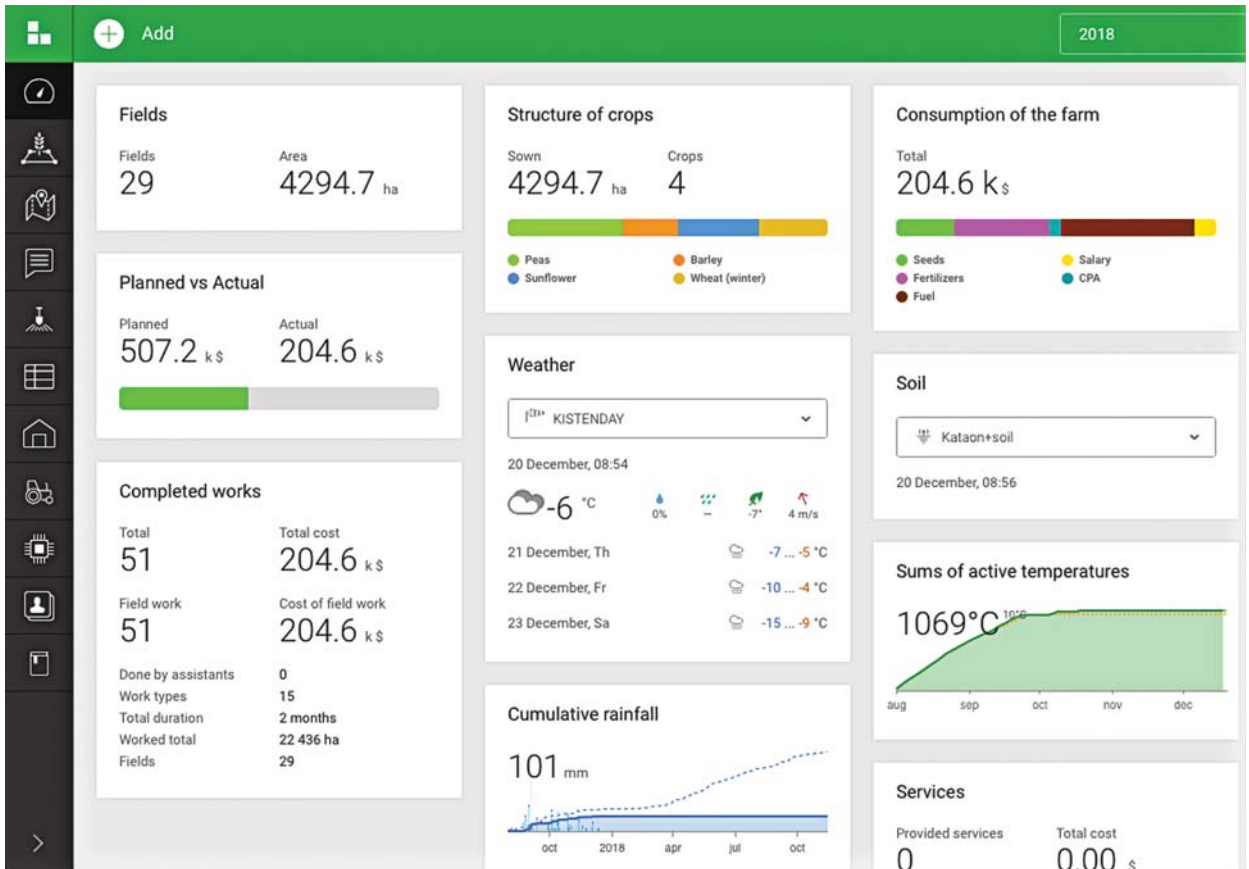 Add
2018
Fields
Fields Area
29 4294.7 ha
Planned vs Actual
Planned Actual
507.2 k $ 204.6 k $
Completed works
Total Total cost
51 204.6 k $
Field work Cost of field work
51 204.6 k $
Done by assistants 0
Work types 15
Total duration 2 months
Worked total 22 436 ha
Fields 29
Structure of crops
Sown Crops
4294.7 ha 4
Peas Barley
Sunflower Wheat (winter)
Weather
KISTENDAY
20 December, 08:54
-6 °C 0% — -7° 4 m/s
21 December, Th -7 ... -5 °C
22 December, Fr -10 ... -4 °C
23 December, Sa -15 ... -9 °C
Cumulative rainfall
101 mm
oct 2018 apr jul oct
Consumption of the farm
Total
204.6 k $
Seeds Salary
Fertilizers CPA
Fuel
Soil
Kataon+soil
20 December, 08:56
Sums of active temperatures
1069°C 10°C
aug sep oct nov dec
Services
Provided services Total cost
0 0.00 $